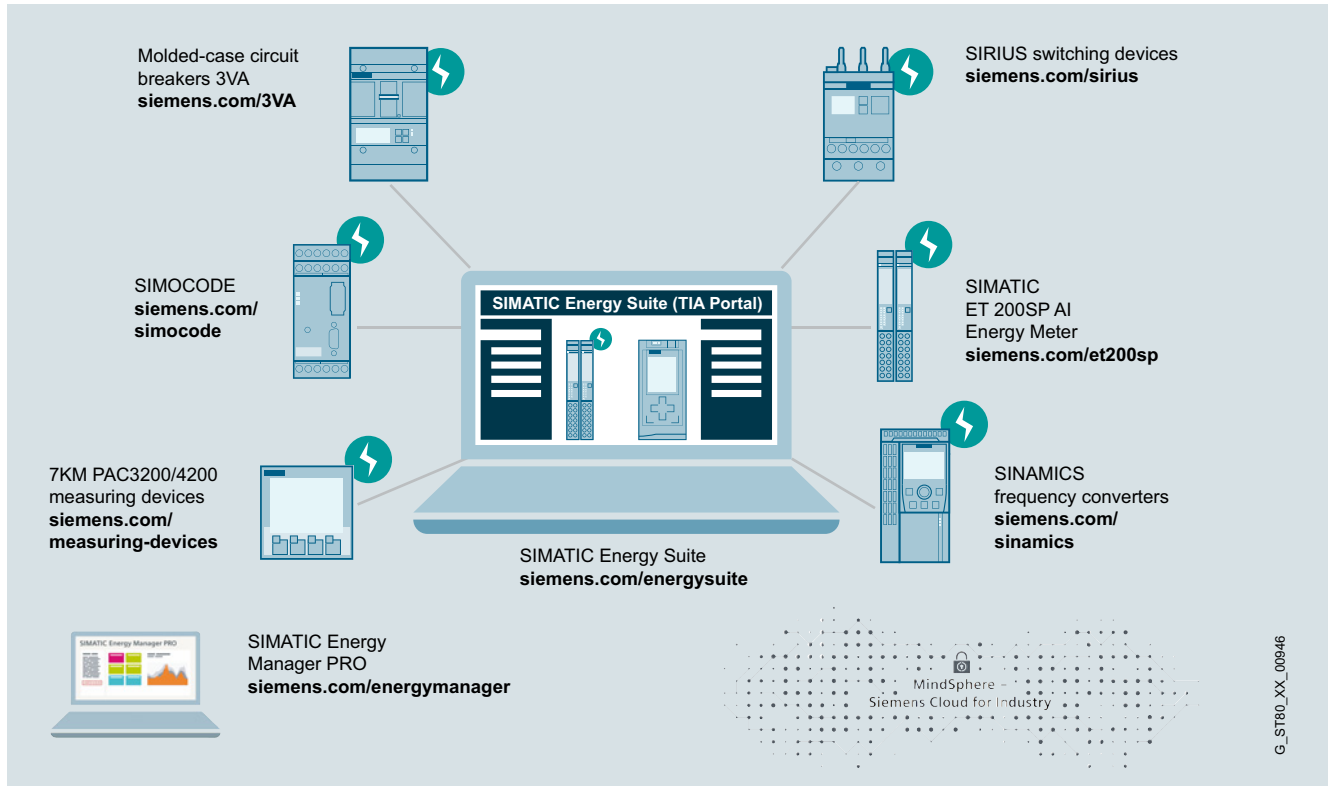 Molded-case circuit
breakers 3VA
siemens.com/3VA
SIRIUS switching devices
siemens.com/sirius
SIMOCODE
siemens.com/
simocode
SIMATIC Energy Suite (TIA Portal)
SIMATIC
ET 200SP AI
Energy Meter
siemens.com/et200sp
7KM PAC3200/4200
measuring devices
siemens.com/
measuring-devices
SINAMICS
frequency converters
siemens.com/
sinamics
SIMATIC Energy Suite
siemens.com/energysuite
SIMATIC Energy Manager PRO
SIMATIC Energy
Manager PRO
siemens.com/energymanager
MindSphere –
Siemens Cloud for Industry
G_ST80_XX_00946